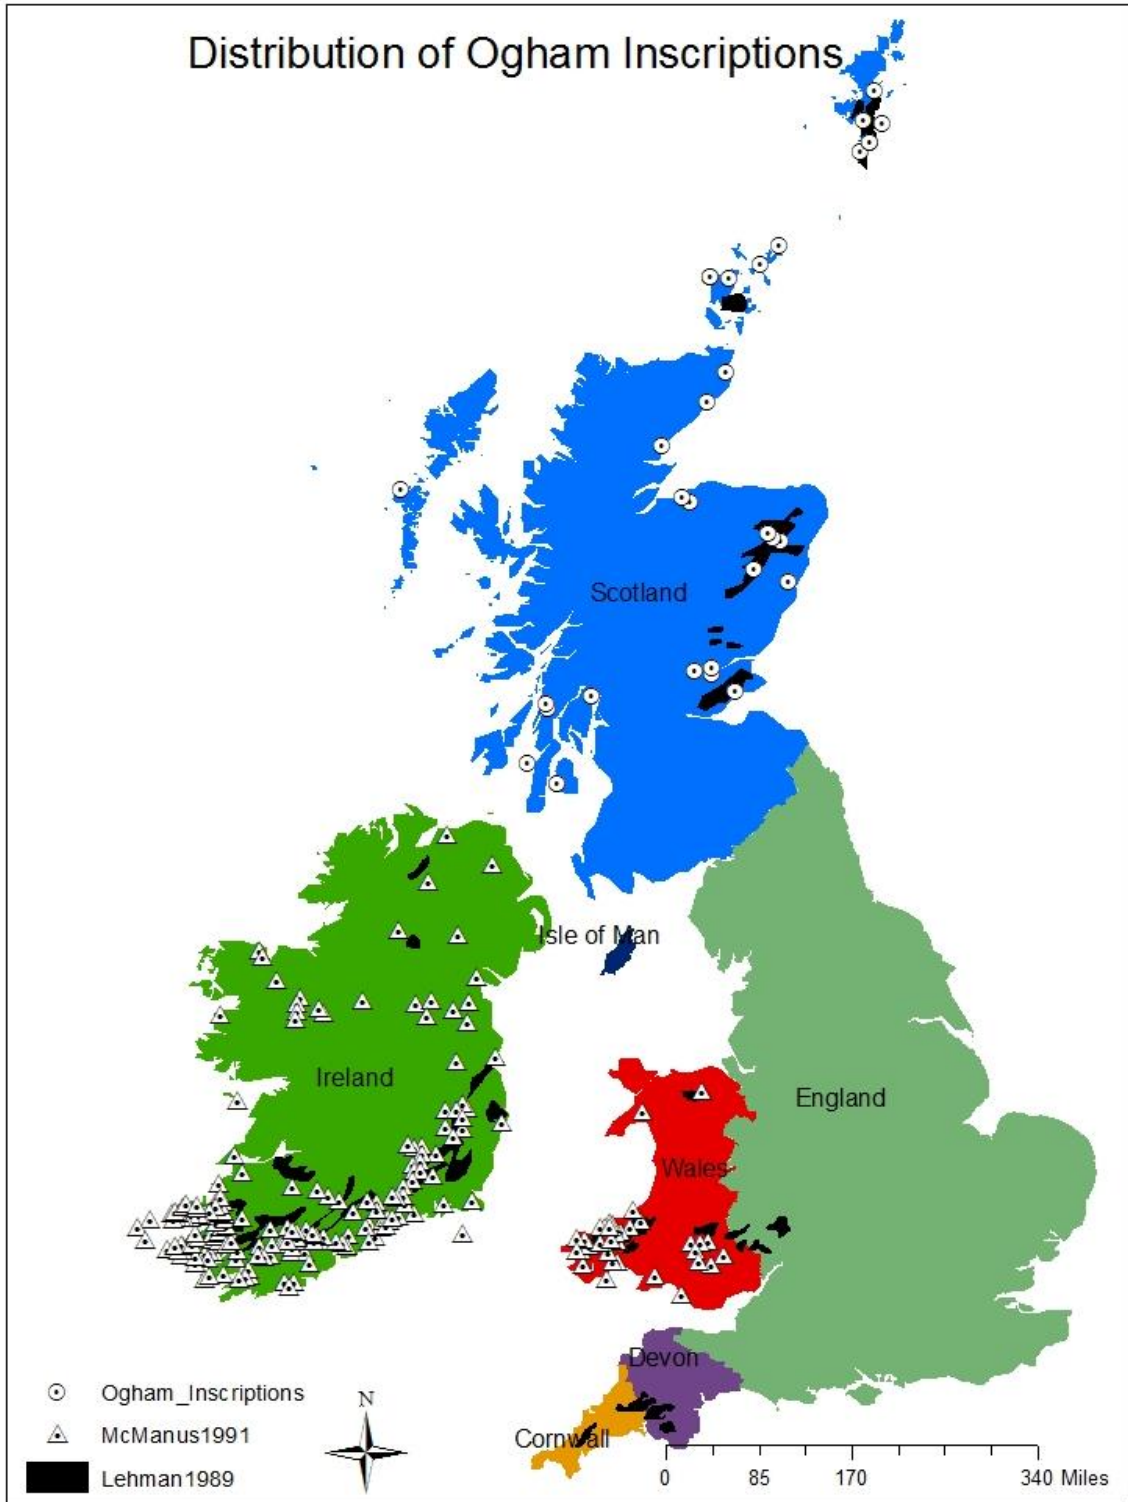 Distribution of Ogham Inscriptions
Scotland
Isle of Man
Ireland
England
Wales
Devon
Cornwall
Ogham_Inscriptions
McManus1991
Lehman1989
N
0 85 170 340 Miles